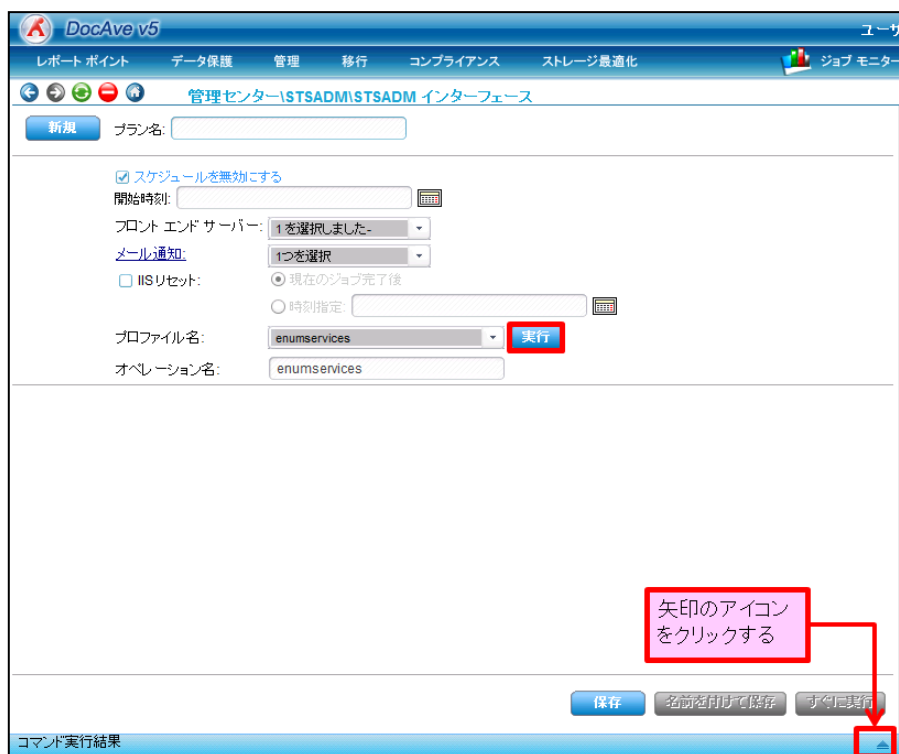 DocAve v5
ユーザ
レポート ポイント データ保護 管理 移行 コンプライアンス ストレージ最適化 ジョブ モニター
管理センター\STSADM\STSADM インターフェース
新規 プラン名:
スケジュールを無効にする
開始時刻:
フロント エンド サーバー: 1 を選択しました-
メール通知: 1つを選択
IISリセット: 現在のジョブ完了後
時刻指定:
プロファイル名: enumservices 実行
オペレーション名: enumservices
矢印のアイコン
をクリックする
保存 名前を付けて保存 すぐに実行
コマンド実行結果